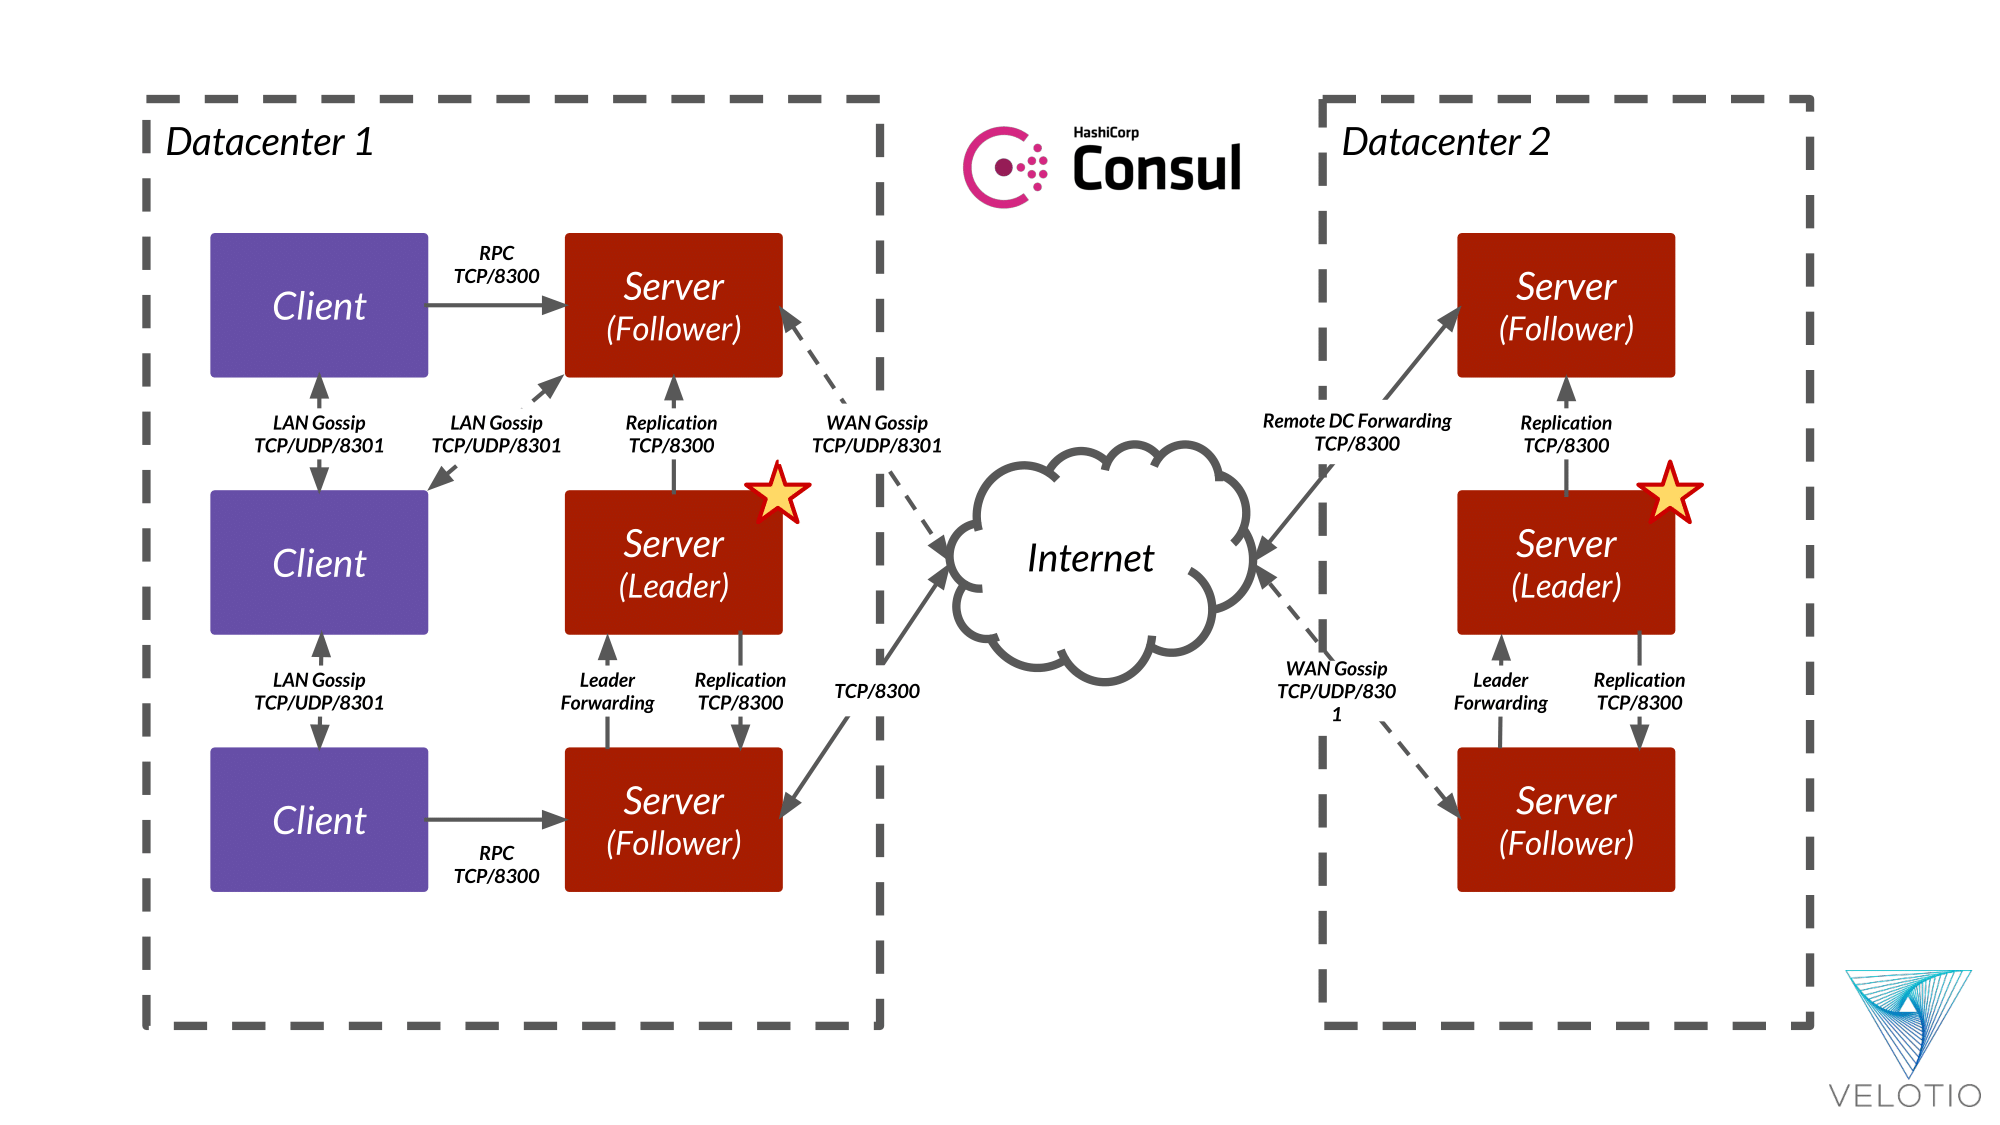 Datacenter 1
HashiCorp
Consul
Datacenter 2
Client
RPC
TCP/8300
Server
(Follower)
Server
(Follower)
LAN Gossip
TCP/UDP/8301
LAN Gossip
TCP/UDP/8301
Replication
TCP/8300
WAN Gossip
TCP/UDP/8301
Remote DC Forwarding
TCP/8300
Replication
TCP/8300
Client
Server
(Leader)
Internet
Server
(Leader)
LAN Gossip
TCP/UDP/8301
Leader
Forwarding
Replication
TCP/8300
TCP/8300
WAN Gossip
TCP/UDP/830
1
Leader
Forwarding
Replication
TCP/8300
Client
RPC
TCP/8300
Server
(Follower)
Server
(Follower)
VELOTIO